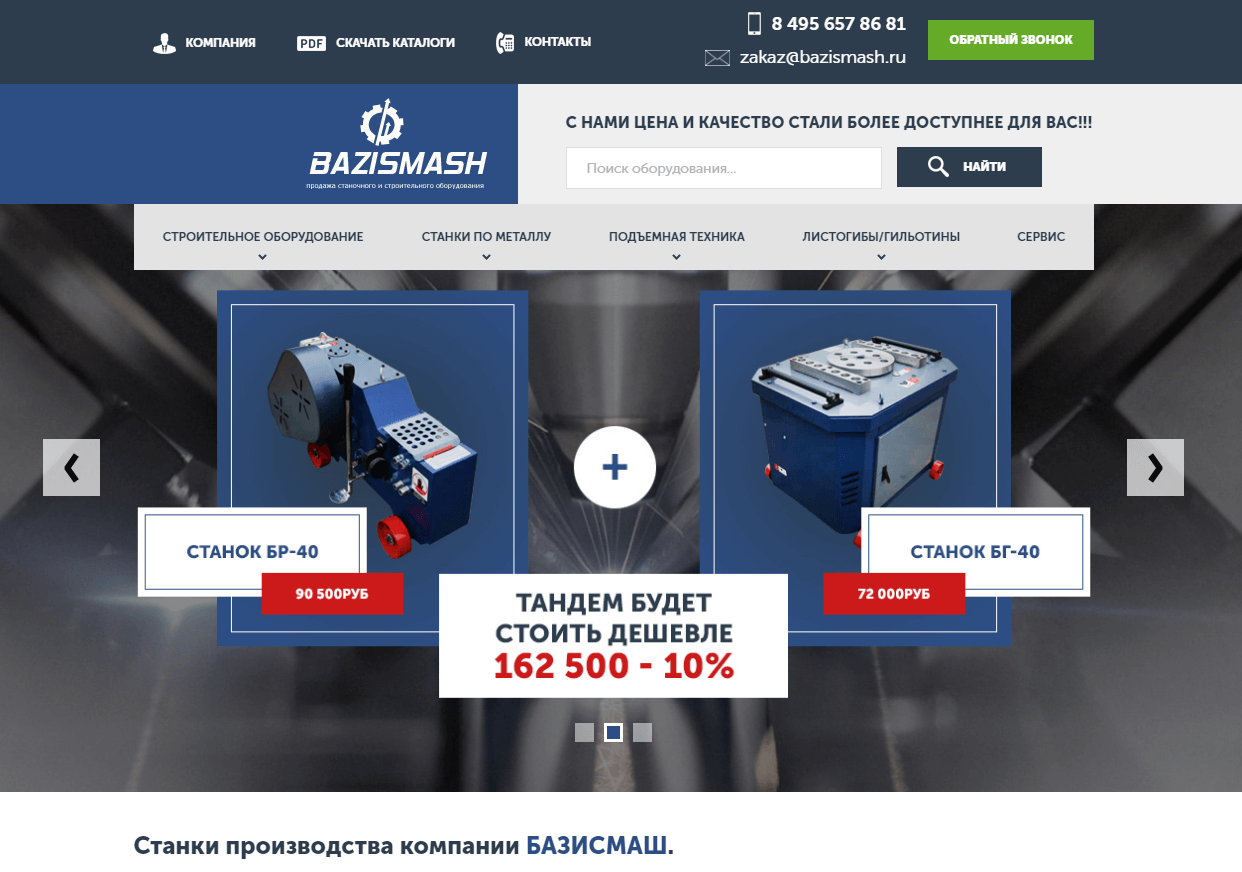 КОМПАНИЯ
PDF СКАЧАТЬ КАТАЛОГИ
КОНТАКТЫ
8 495 657 86 81
zakaz@bazismash.ru
ОБРАТНЫЙ ЗВОНОК
BAZISMASH
продажа станочного и строительного оборудования
С НАМИ ЦЕНА И КАЧЕСТВО СТАЛИ БОЛЕЕ ДОСТУПНЕЕ ДЛЯ ВАС!!!
Поиск оборудования...
НАЙТИ
СТРОИТЕЛЬНОЕ ОБОРУДОВАНИЕ
СТАНКИ ПО МЕТАЛЛУ
ПОДЪЕМНАЯ ТЕХНИКА
ЛИСТОГИБЫ/ГИЛЬОТИНЫ
СЕРВИС
+
СТАНОК БР-40
90 500РУБ
СТАНОК БГ-40
72 000РУБ
ТАНДЕМ БУДЕТ
СТОИТЬ ДЕШЕВЛЕ
162 500 - 10%
Станки производства компании БАЗИСМАШ.